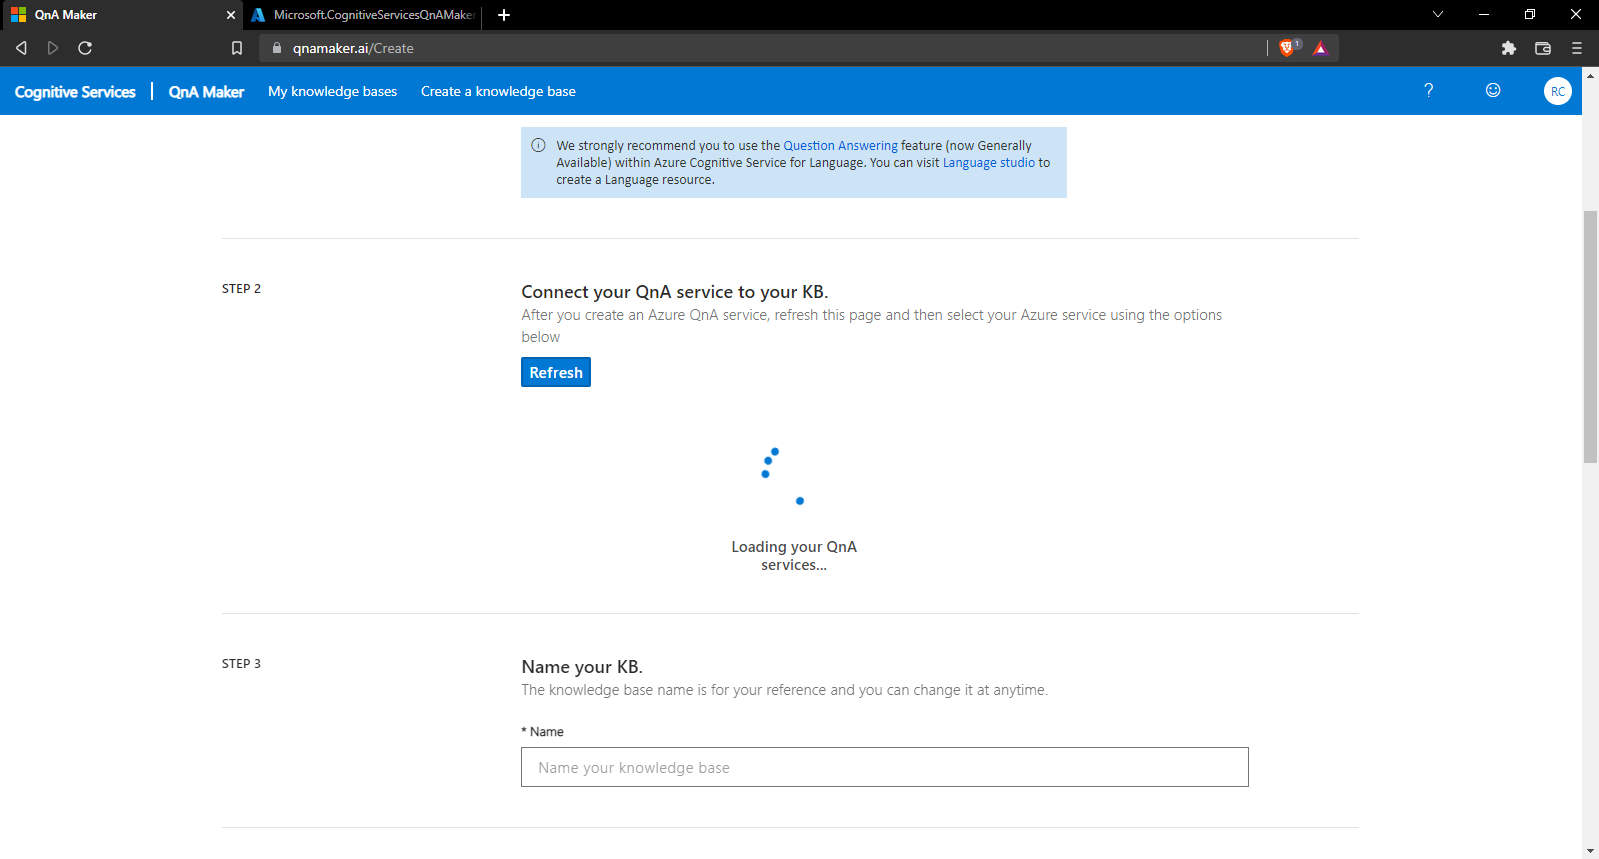 QnA Maker
Microsoft.CognitiveServicesQnAMaker
qnamaker.ai/Create
1
Cognitive Services
QnA Maker
My knowledge bases
Create a knowledge base
?
RC
We strongly recommend you to use the Question Answering feature (now Generally
Available) within Azure Cognitive Service for Language. You can visit Language studio to
create a Language resource.
STEP 2
Connect your QnA service to your KB.
After you create an Azure QnA service, refresh this page and then select your Azure service using the options
below
Refresh
Loading your QnA
services...
STEP 3
Name your KB.
The knowledge base name is for your reference and you can change it at anytime.
* Name
Name your knowledge base